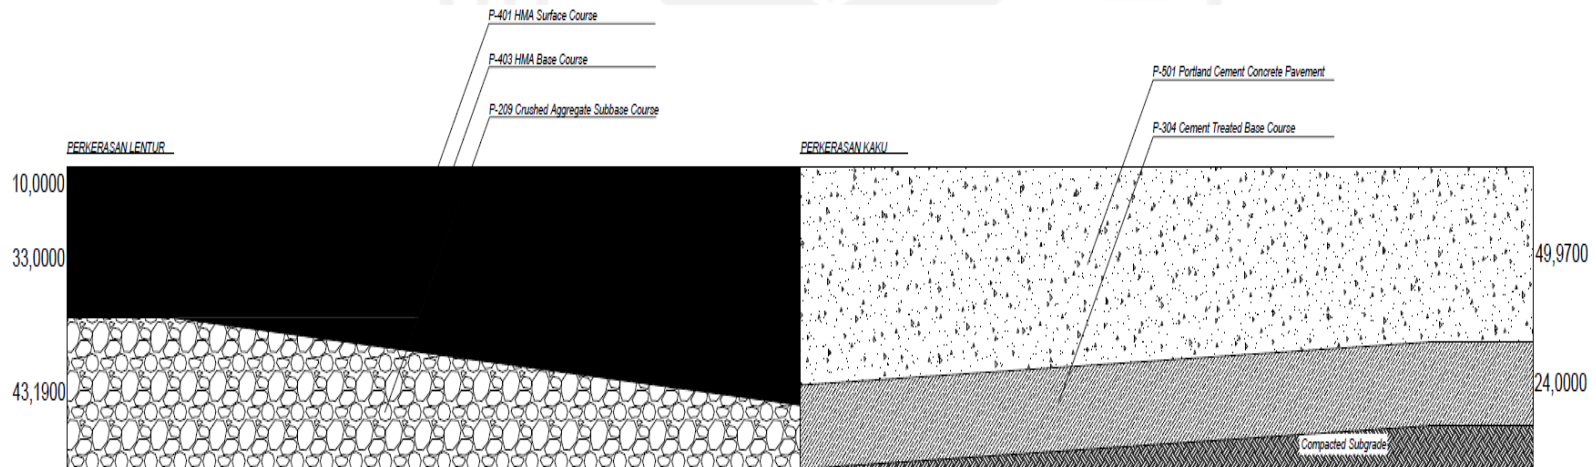 P-401 HMA Surface Course
P-403 HMA Base Course
P-209 Crushed Aggregate Subbase Course
PERKERASAN LENTUR
10,0000
33,0000
43,1900
P-501 Portland Cement Concrete Pavement
P-304 Cement Treated Base Course
PERKERASAN KAKU
49,9700
24,0000
Compacted Subgrade